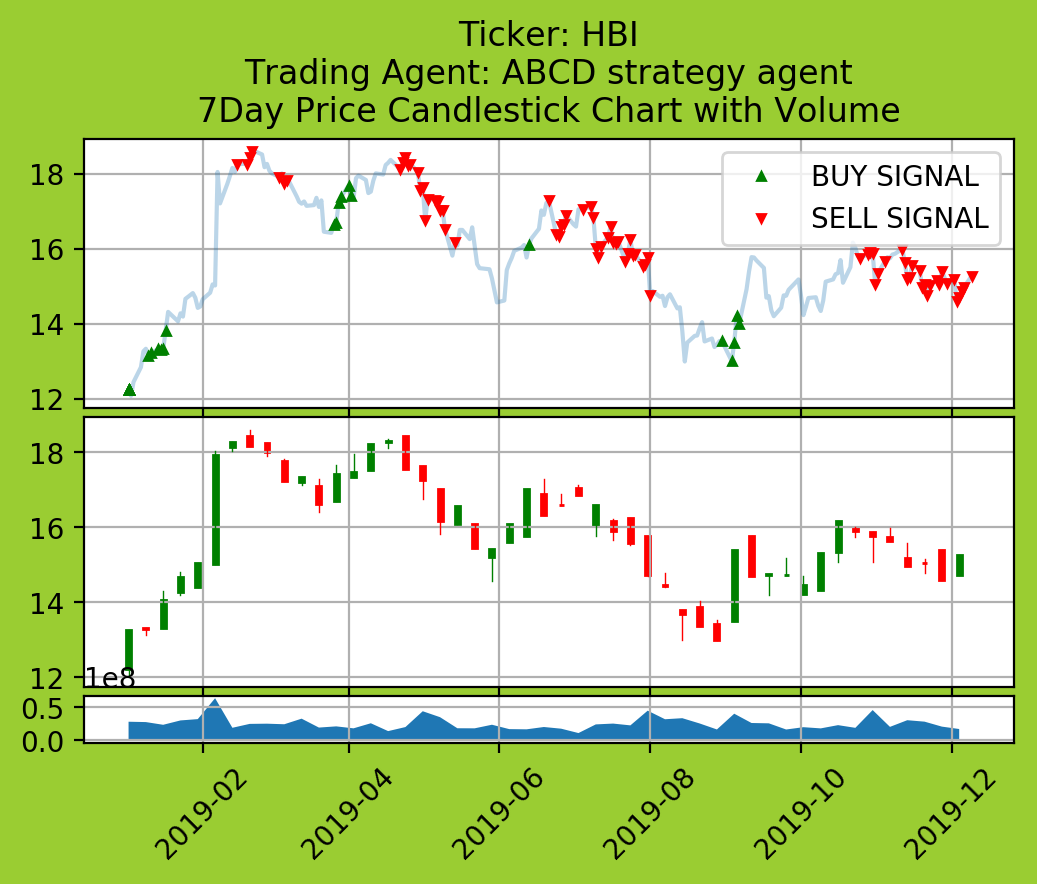 Ticker: HBI
Trading Agent: ABCD strategy agent
7Day Price Candlestick Chart with Volume
BUY SIGNAL
SELL SIGNAL
18
16
14
12
18
16
14
12
1e8
0.5
0.0
2019-02
2019-04
2019-06
2019-08
2019-10
2019-12